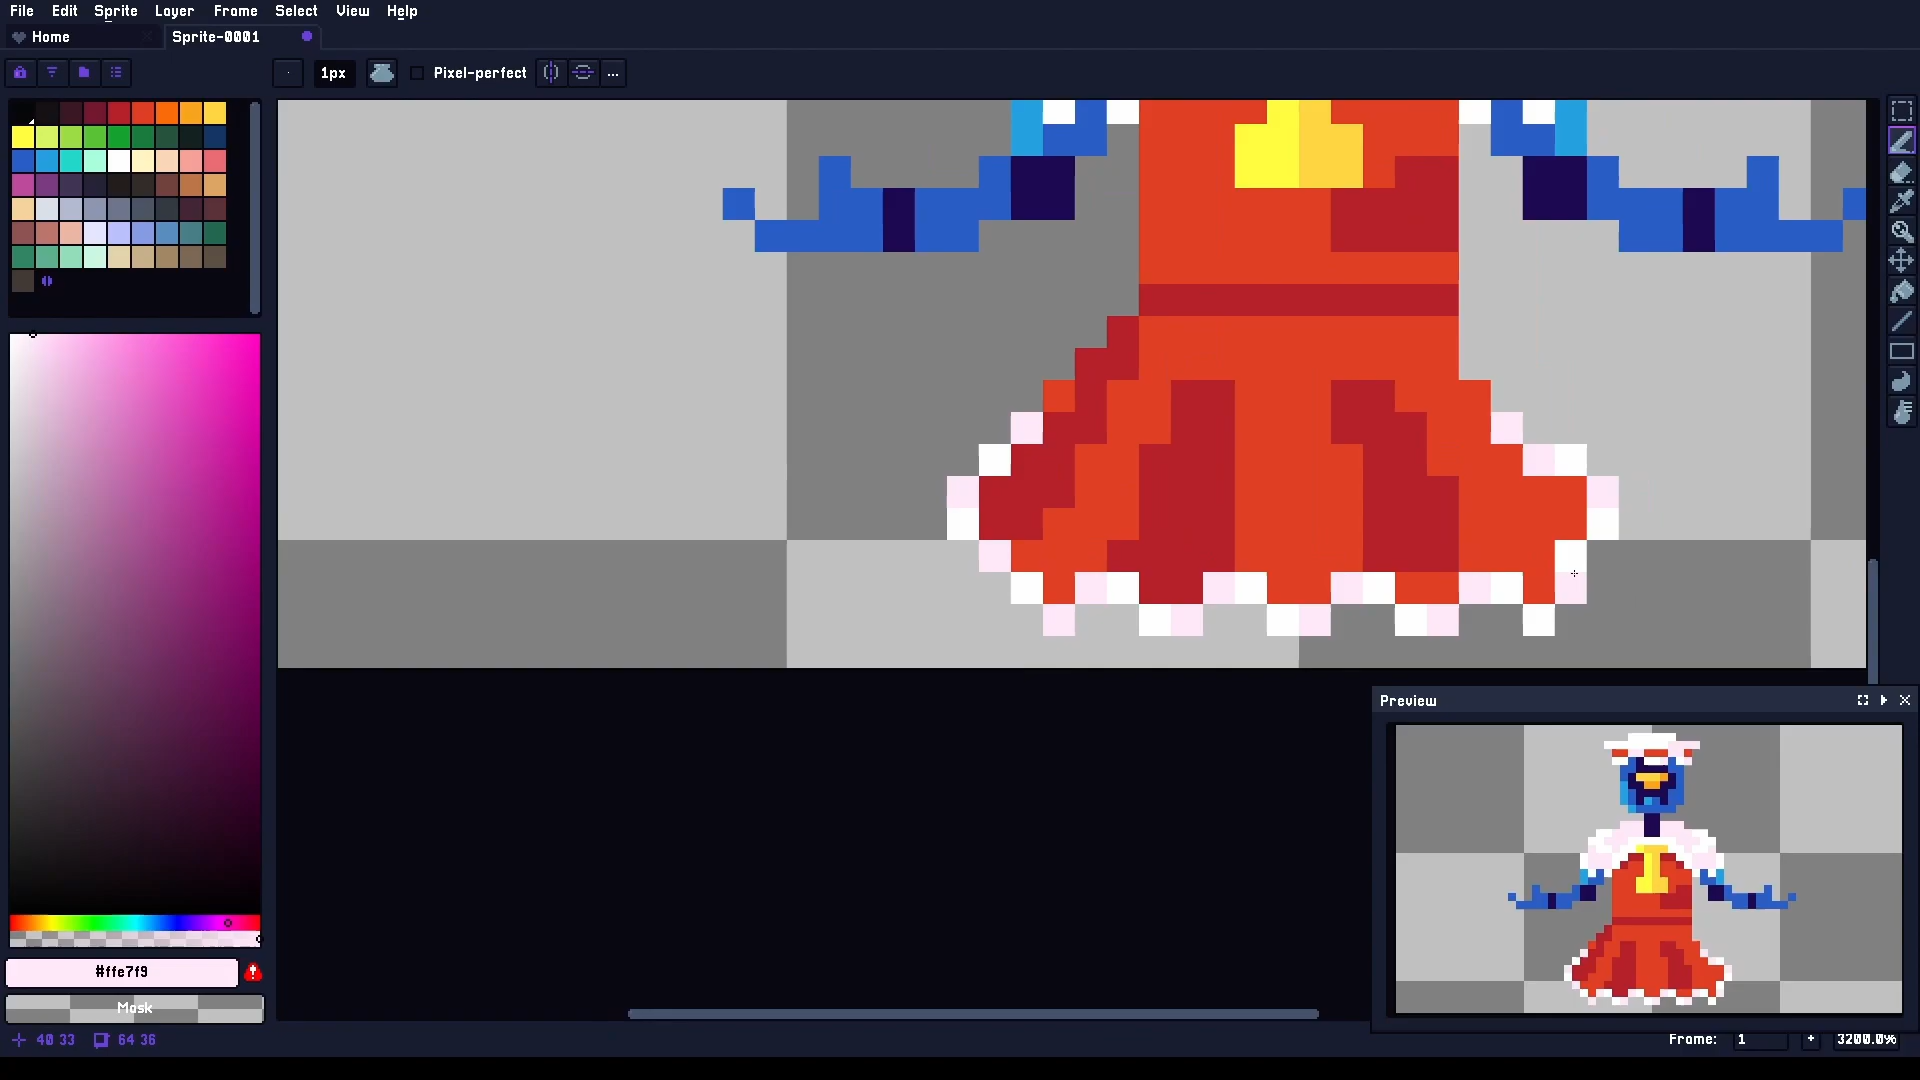 File Edit Sprite Layer Frame Select View Help
Home Sprite-0001
1px Pixel-perfect ...
#ffe7f9
Mask
Preview
40 33 64 36
Frame: 1 + 3200.0%